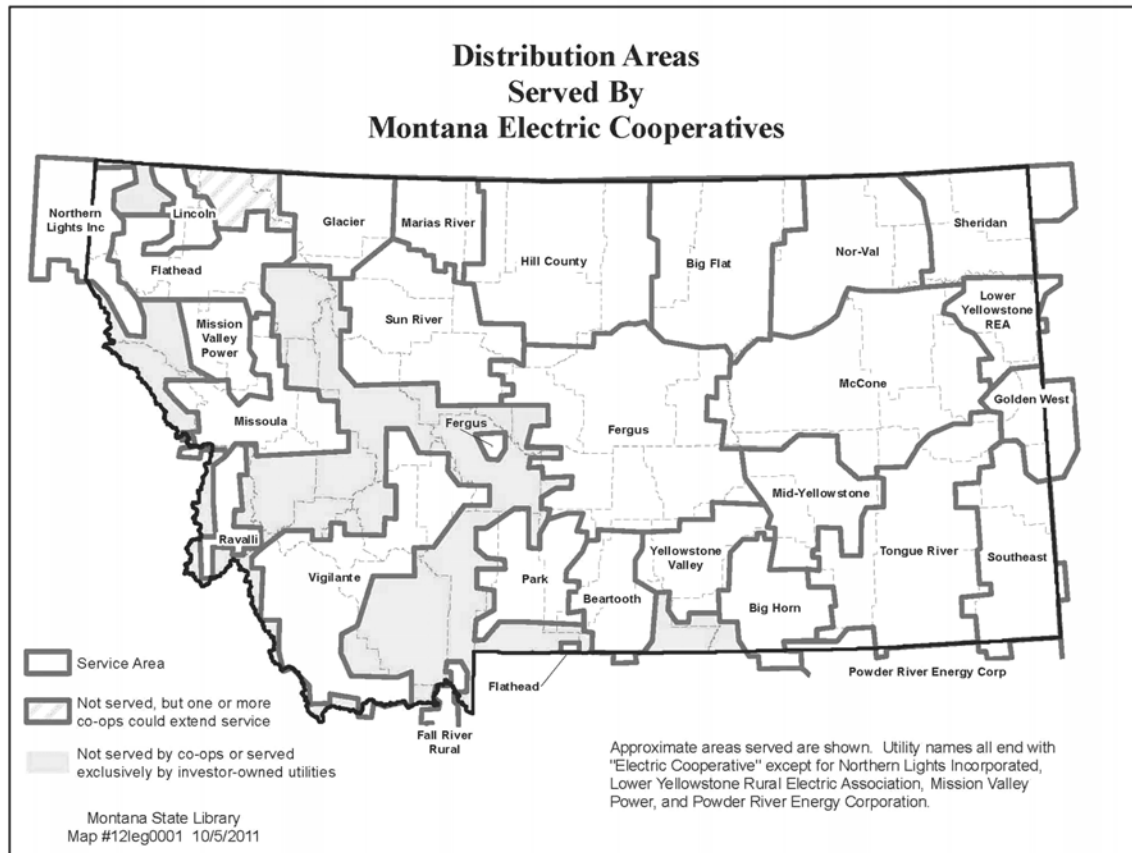 Distribution Areas
Served By
Montana Electric Cooperatives
Northern
Lights Inc
Lincoln
Glacier
Marias River
Hill County
Big Flat
Nor-Val
Sheridan
Flathead
Mission
Valley
Power
Sun River
Lower
Yellowstone
REA
McCone
Golden West
Missoula
Fergus
Fergus
Mid-Yellowstone
Ravalli
Vigilante
Park
Beartooth
Yellowstone
Valley
Big Horn
Tongue River
Southeast
Flathead
Powder River Energy Corp
Fall River
Rural
Service Area
Not served, but one or more
co-ops could extend service
Not served by co-ops or served
exclusively by investor-owned utilities
Approximate areas served are shown.  Utility names all end with
"Electric Cooperative" except for Northern Lights Incorporated,
Lower Yellowstone Rural Electric Association, Mission Valley
Power, and Powder River Energy Corporation.
Montana State Library
Map #12leg0001  10/5/2011